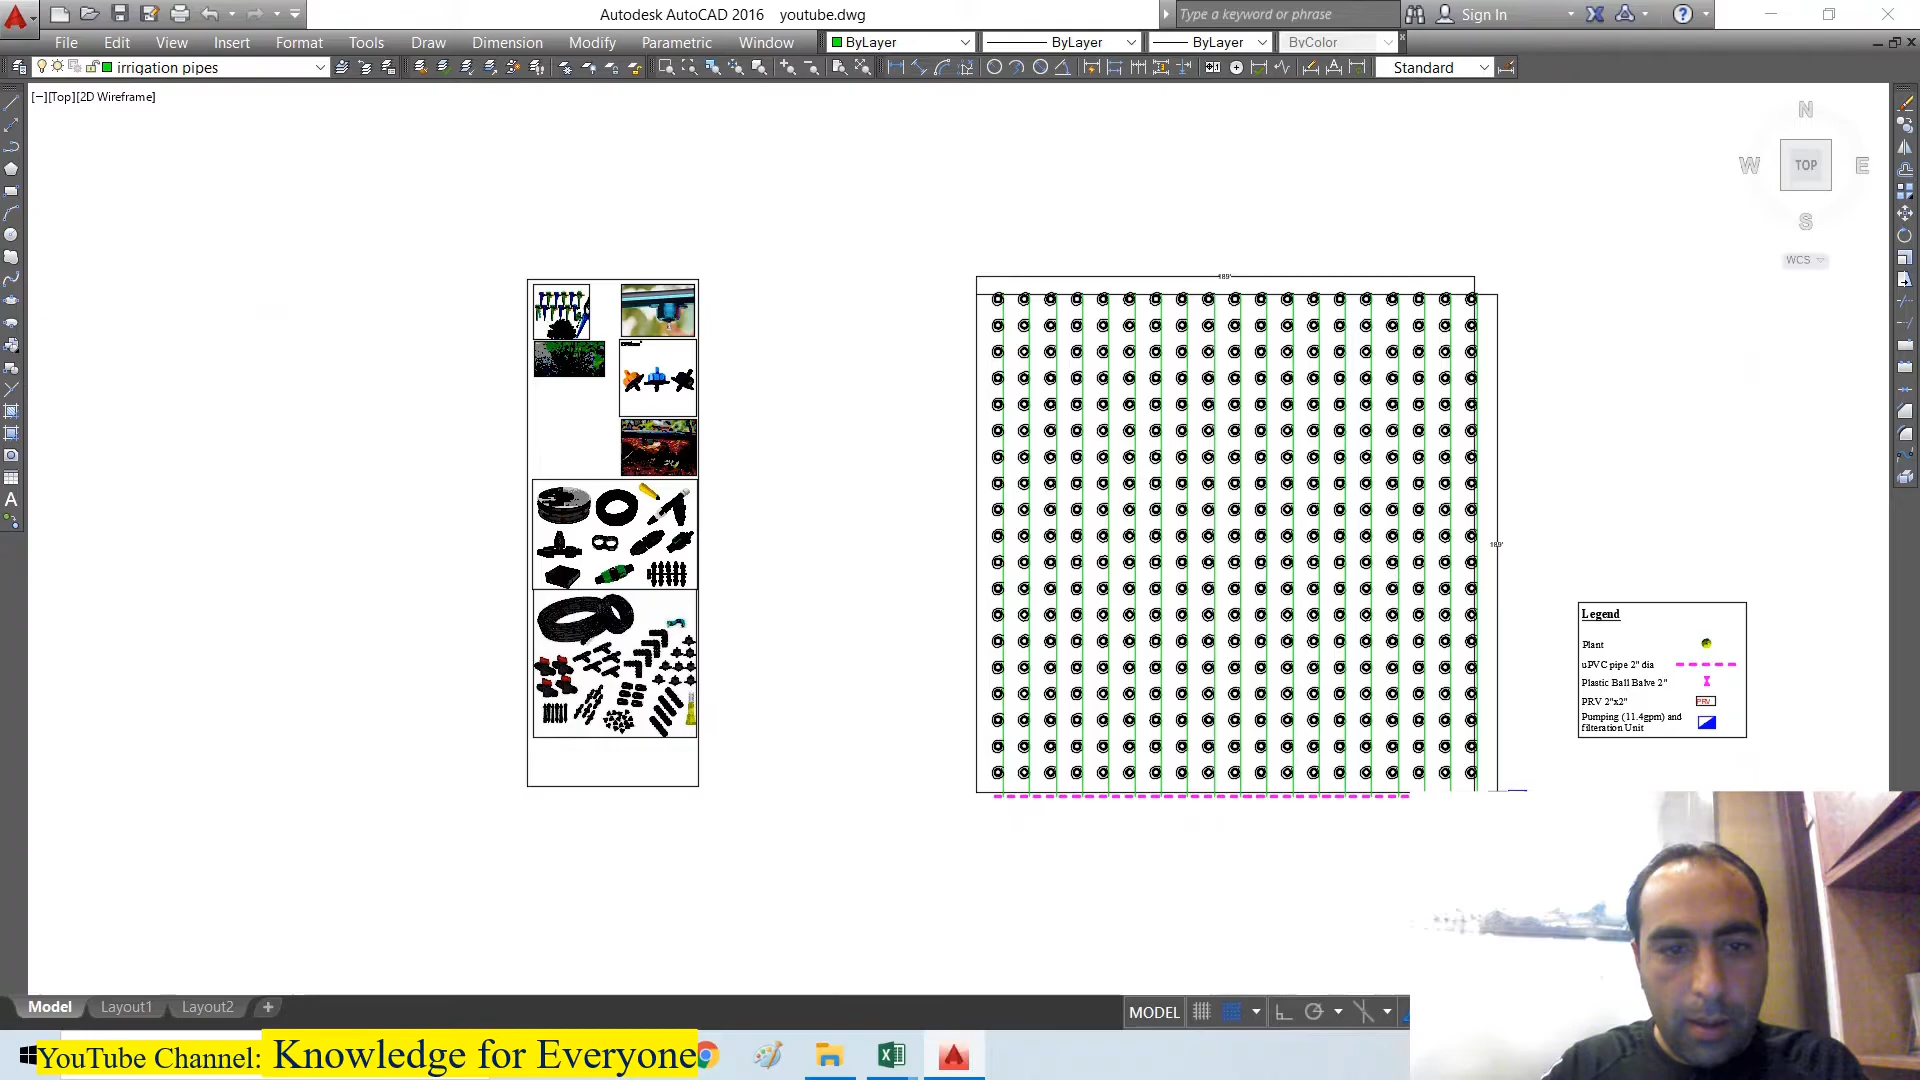 Autodesk AutoCAD 2016 youtube.dwg
Type a keyword or phrase
Sign In
File Edit View Insert Format Tools Draw Dimension Modify Parametric Window
ByLayer
ByLayer
ByLayer
ByColor
irrigation pipes
Standard
[−][Top][2D Wireframe]
N
W TOP E
S
WCS
189'
189'
Legend
Plant
uPVC pipe 2" dia
Plastic Ball Balve 2"
PRV 2"x2"
PRV
Pumping (11.4gpm) and
filteration Unit
Model Layout1 Layout2 +
MODEL
YouTube Channel: Knowledge for Everyone